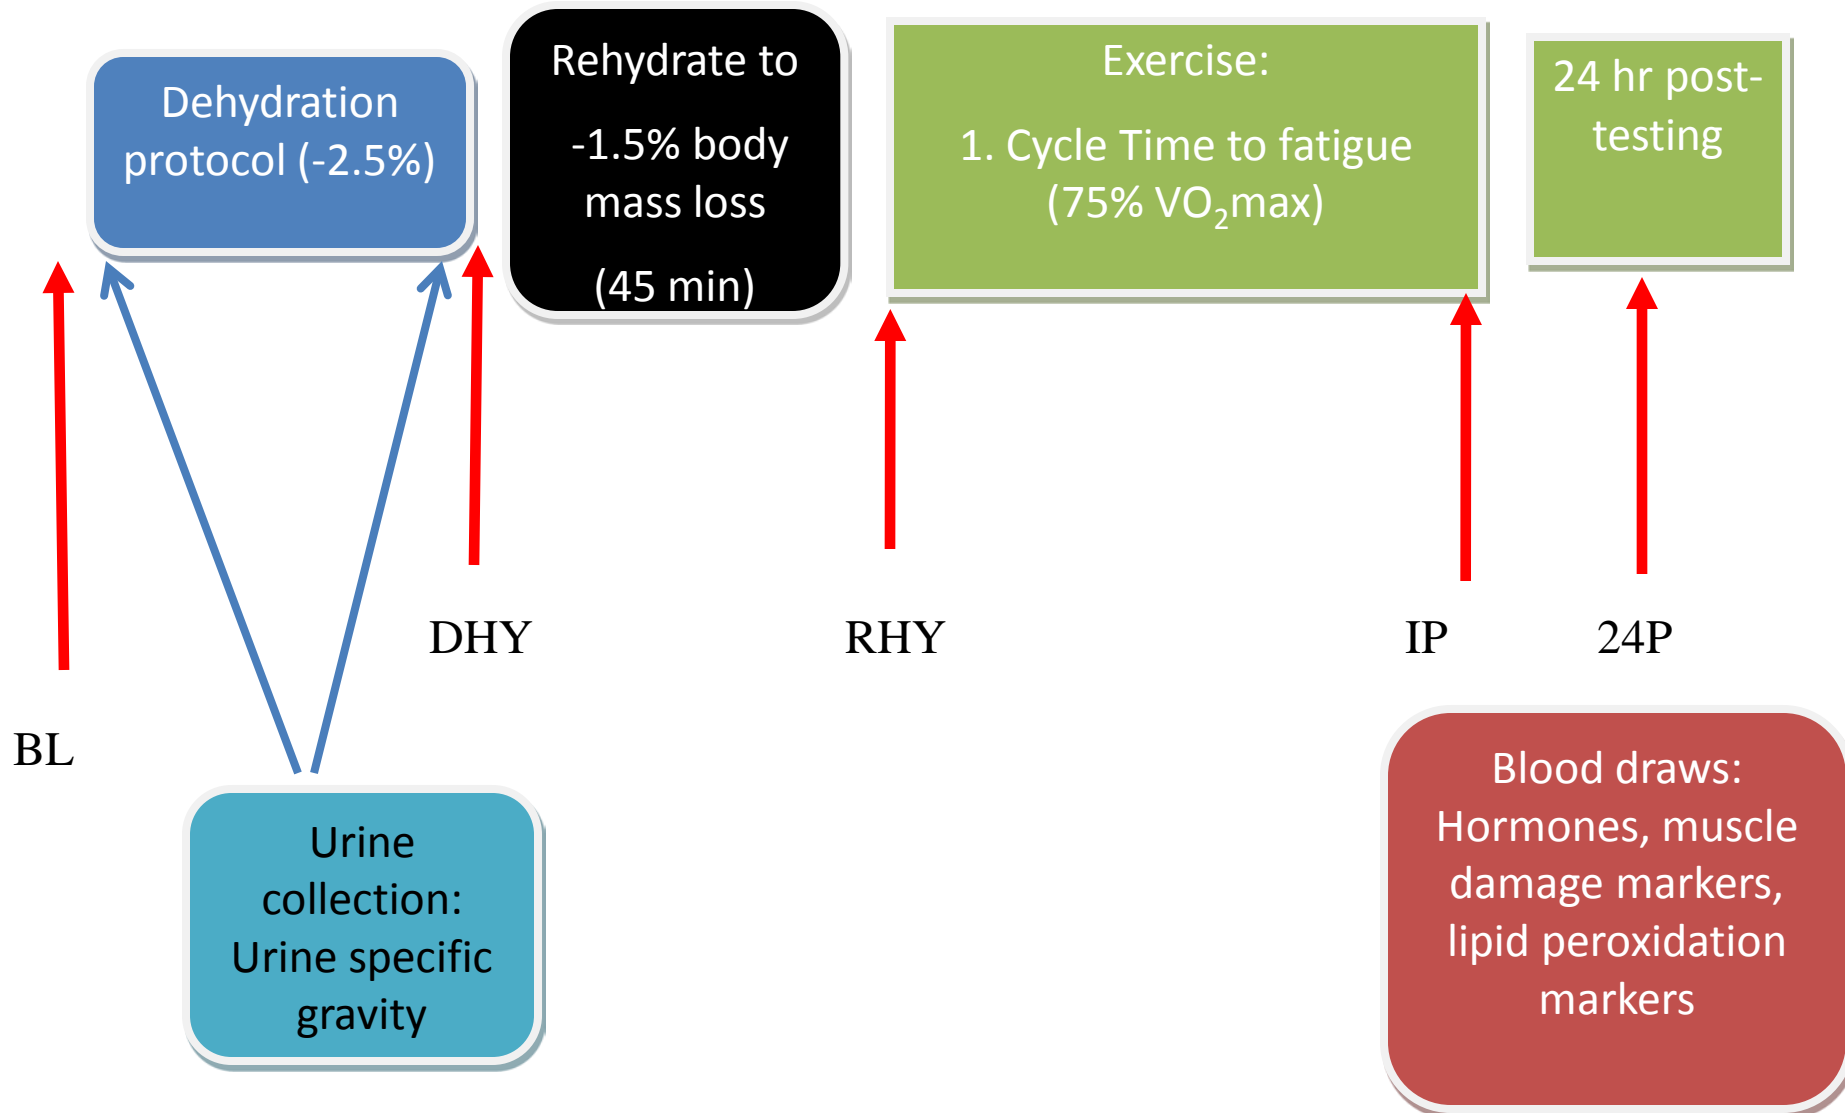 Dehydration
protocol (-2.5%)
Rehydrate to
-1.5% body
mass loss
(45 min)
Exercise:
1. Cycle Time to fatigue
(75% VO₂max)
24 hr post-
testing
BL
DHY
RHY
IP
24P
Urine
collection:
Urine specific
gravity
Blood draws:
Hormones, muscle
damage markers,
lipid peroxidation
markers